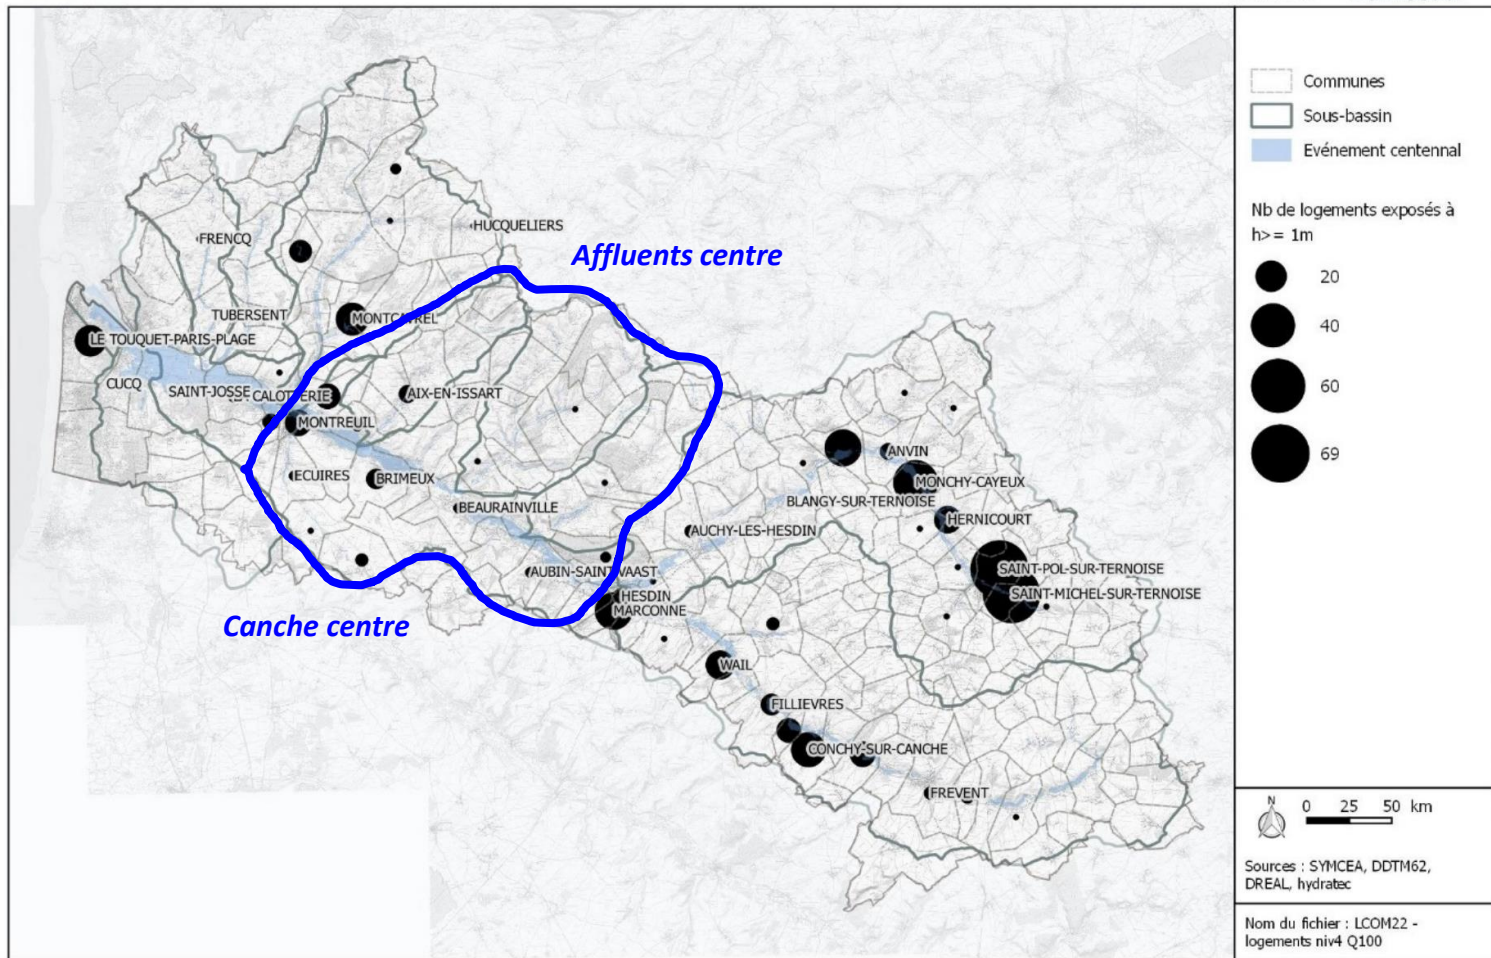 HUCQUELIERS
FRENCQ
Affluents centre
TUBERSENT
MONTCAVREL
LE TOUQUET-PARIS-PLAGE
CUCQ
SAINT-JOSSE
CALOTTERIE
AIX-EN-ISSART
MONTREUIL
ECUIRES
BRIMEUX
BEAURAINVILLE
ANVIN
MONCHY-CAYEUX
BLANGY-SUR-TERNOISE
HERNICOURT
AUCHY-LES-HESDIN
AUBIN-SAINT-VAAST
SAINT-POL-SUR-TERNOISE
HESDIN
SAINT-MICHEL-SUR-TERNOISE
MARCONNE
Canche centre
WAIL
FILLIEVRES
CONCHY-SUR-CANCHE
FREVENT
Communes
Sous-bassin
Evénement centennal
Nb de logements exposés à
h>= 1m
20
40
60
69
N
0 25 50 km
Sources : SYMCEA, DDTM62,
DREAL, hydratec
Nom du fichier : LCOM22 -
logements niv4 Q100